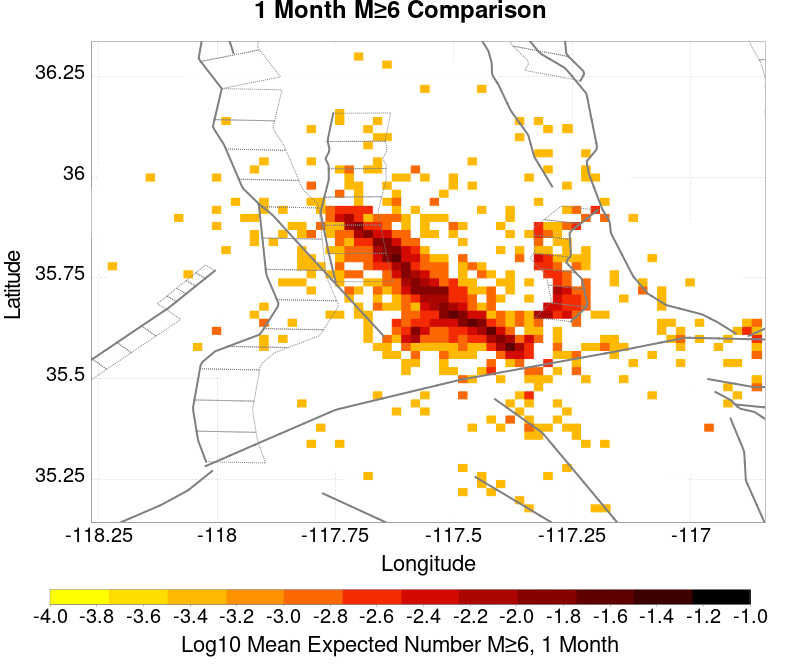 1 Month M≥6 Comparison
36.25
36
35.75
35.5
35.25
Latitude
-118.25 -118 -117.75 -117.5 -117.25 -117
Longitude
-4.0 -3.8 -3.6 -3.4 -3.2 -3.0 -2.8 -2.6 -2.4 -2.2 -2.0 -1.8 -1.6 -1.4 -1.2 -1.0
Log10 Mean Expected Number M≥6, 1 Month